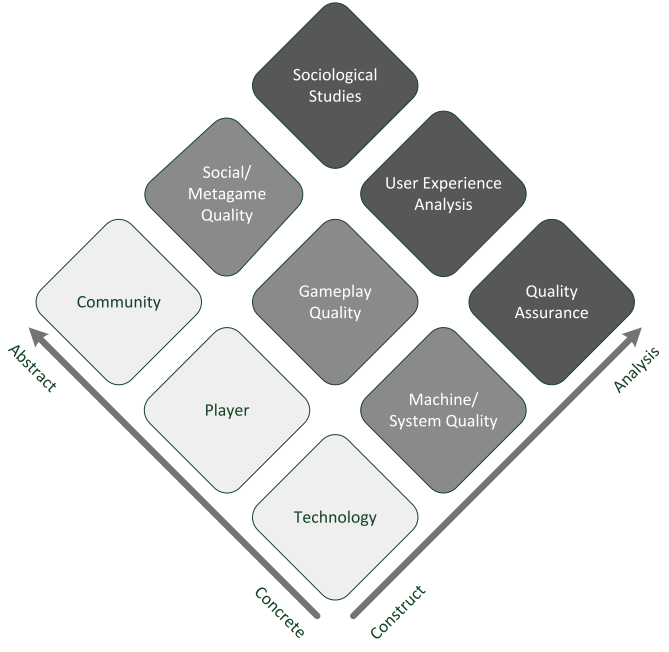 Sociological
Studies
Social/
Metagame
Quality
User Experience
Analysis
Community
Gameplay
Quality
Quality
Assurance
Abstract
Analysis
Player
Machine/
System Quality
Technology
Concrete
Construct